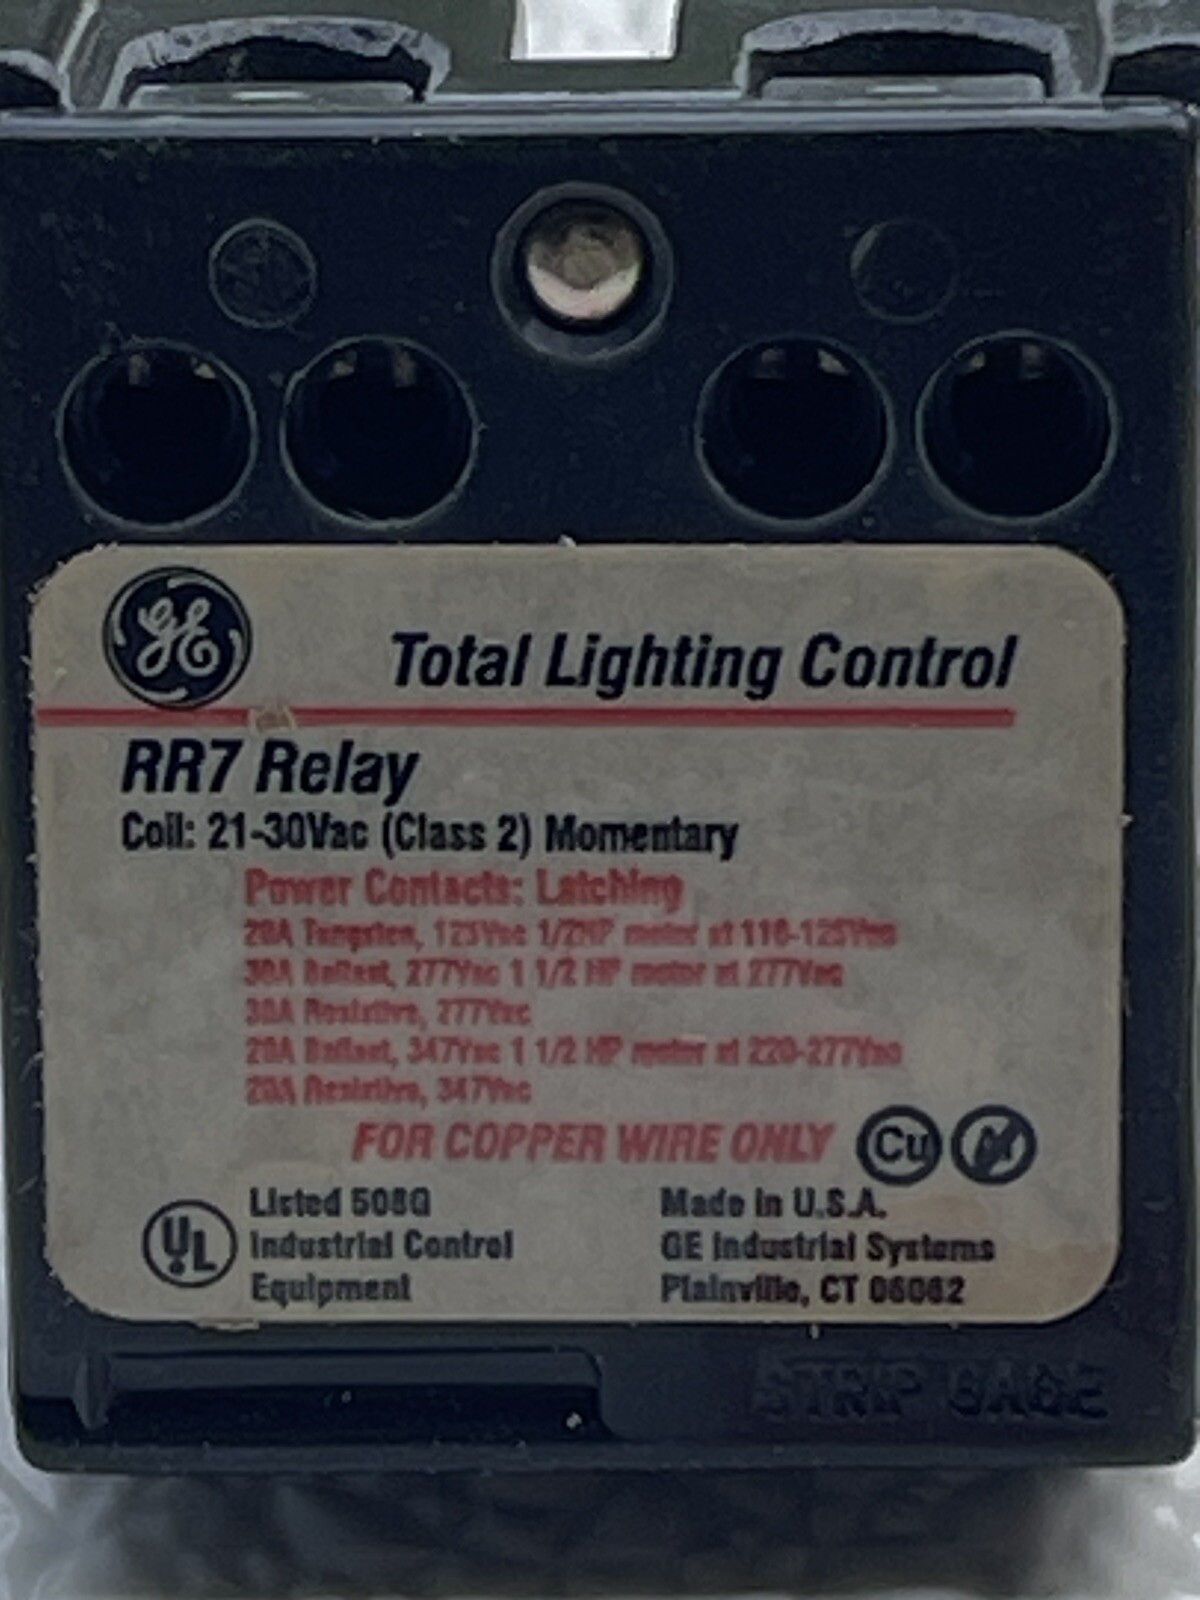 GE
Total Lighting Control
RR7 Relay
Coil: 21-30Vac (Class 2) Momentary
Power Contacts: Latching
20A Tungsten, 125Vac 1/2HP motor at 110-125Vac
30A Ballast, 277Vac 1 1/2 HP motor at 277Vac
30A Resistive, 277Vac
20A Ballast, 347Vac 1 1/2 HP motor at 220-277Vac
20A Resistive, 347Vac
FOR COPPER WIRE ONLY Cu Al
UL Listed 508G
Industrial Control
Equipment
Made in U.S.A.
GE Industrial Systems
Plainville, CT 06062
STRIP GAGE